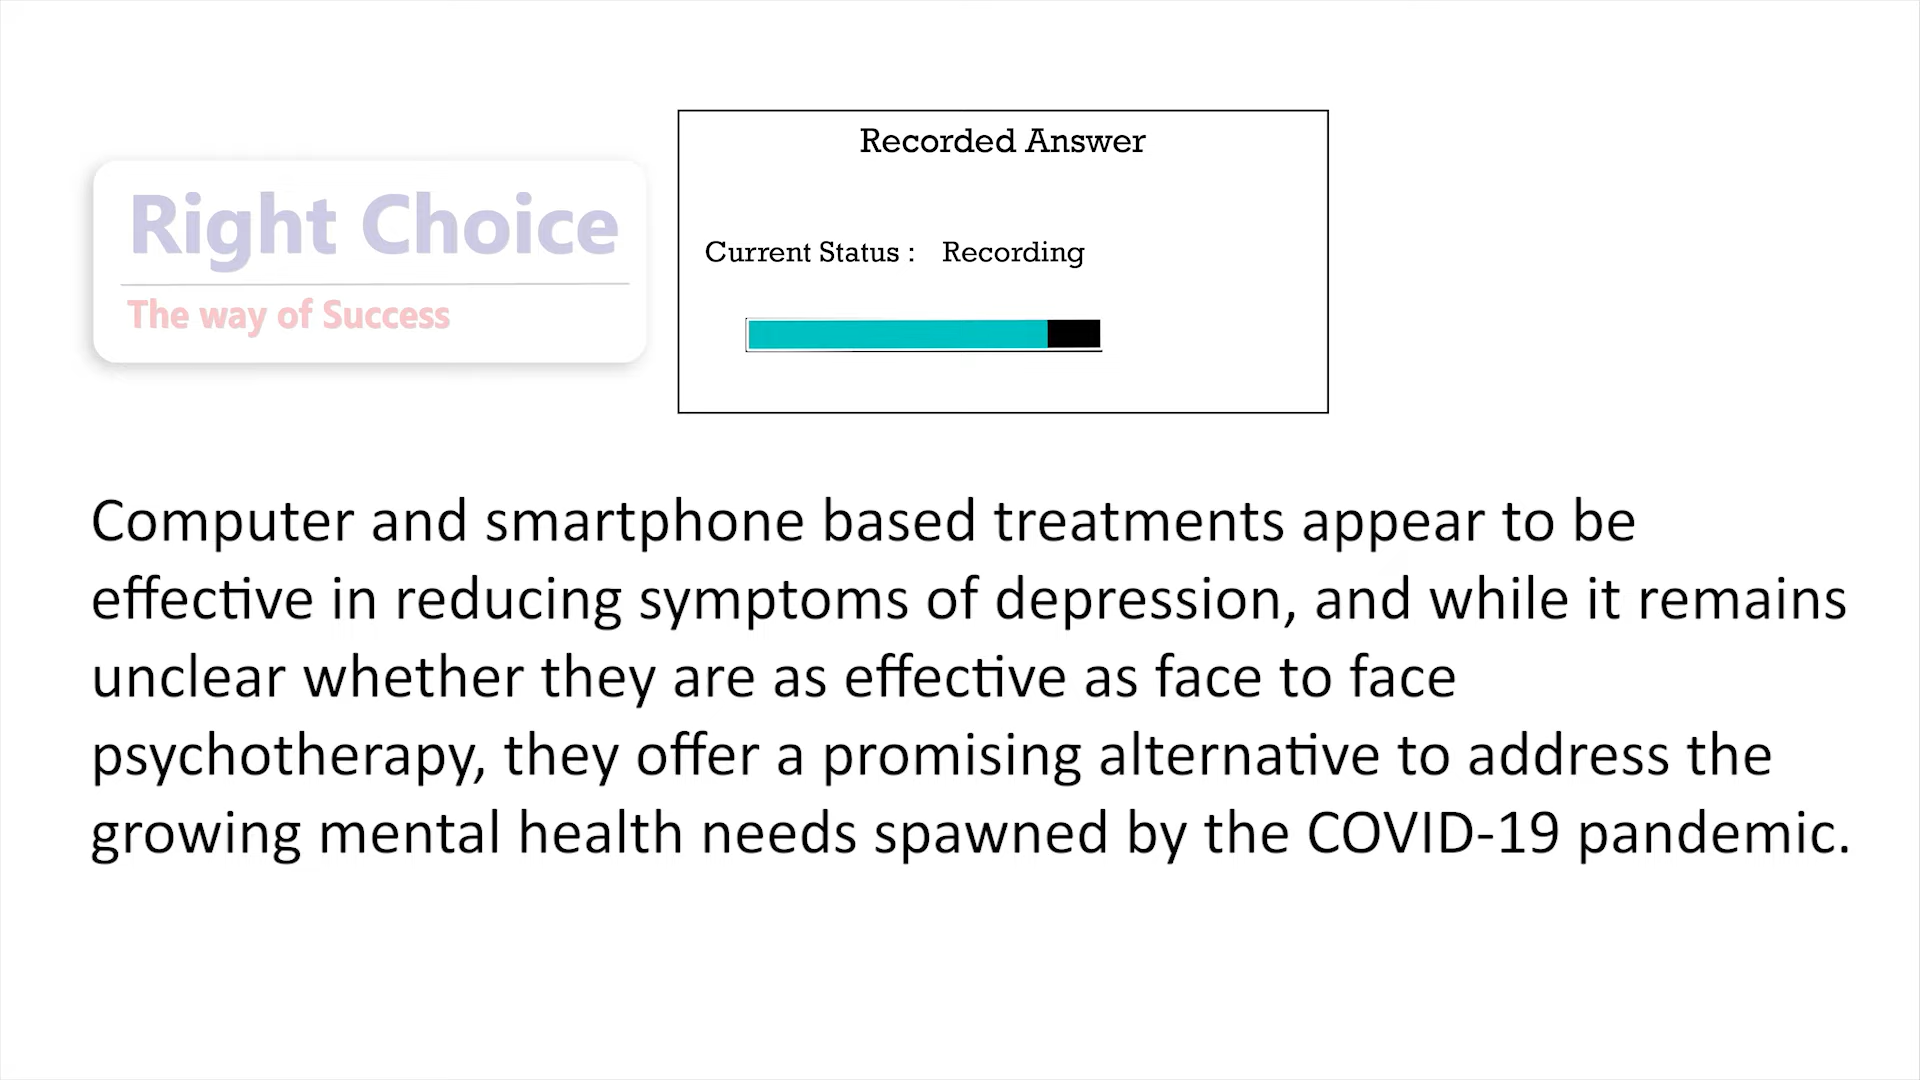 Right Choice
The way of Success
Recorded Answer
Current Status : Recording
Computer and smartphone based treatments appear to be
effective in reducing symptoms of depression, and while it remains
unclear whether they are as effective as face to face
psychotherapy, they offer a promising alternative to address the
growing mental health needs spawned by the COVID-19 pandemic.